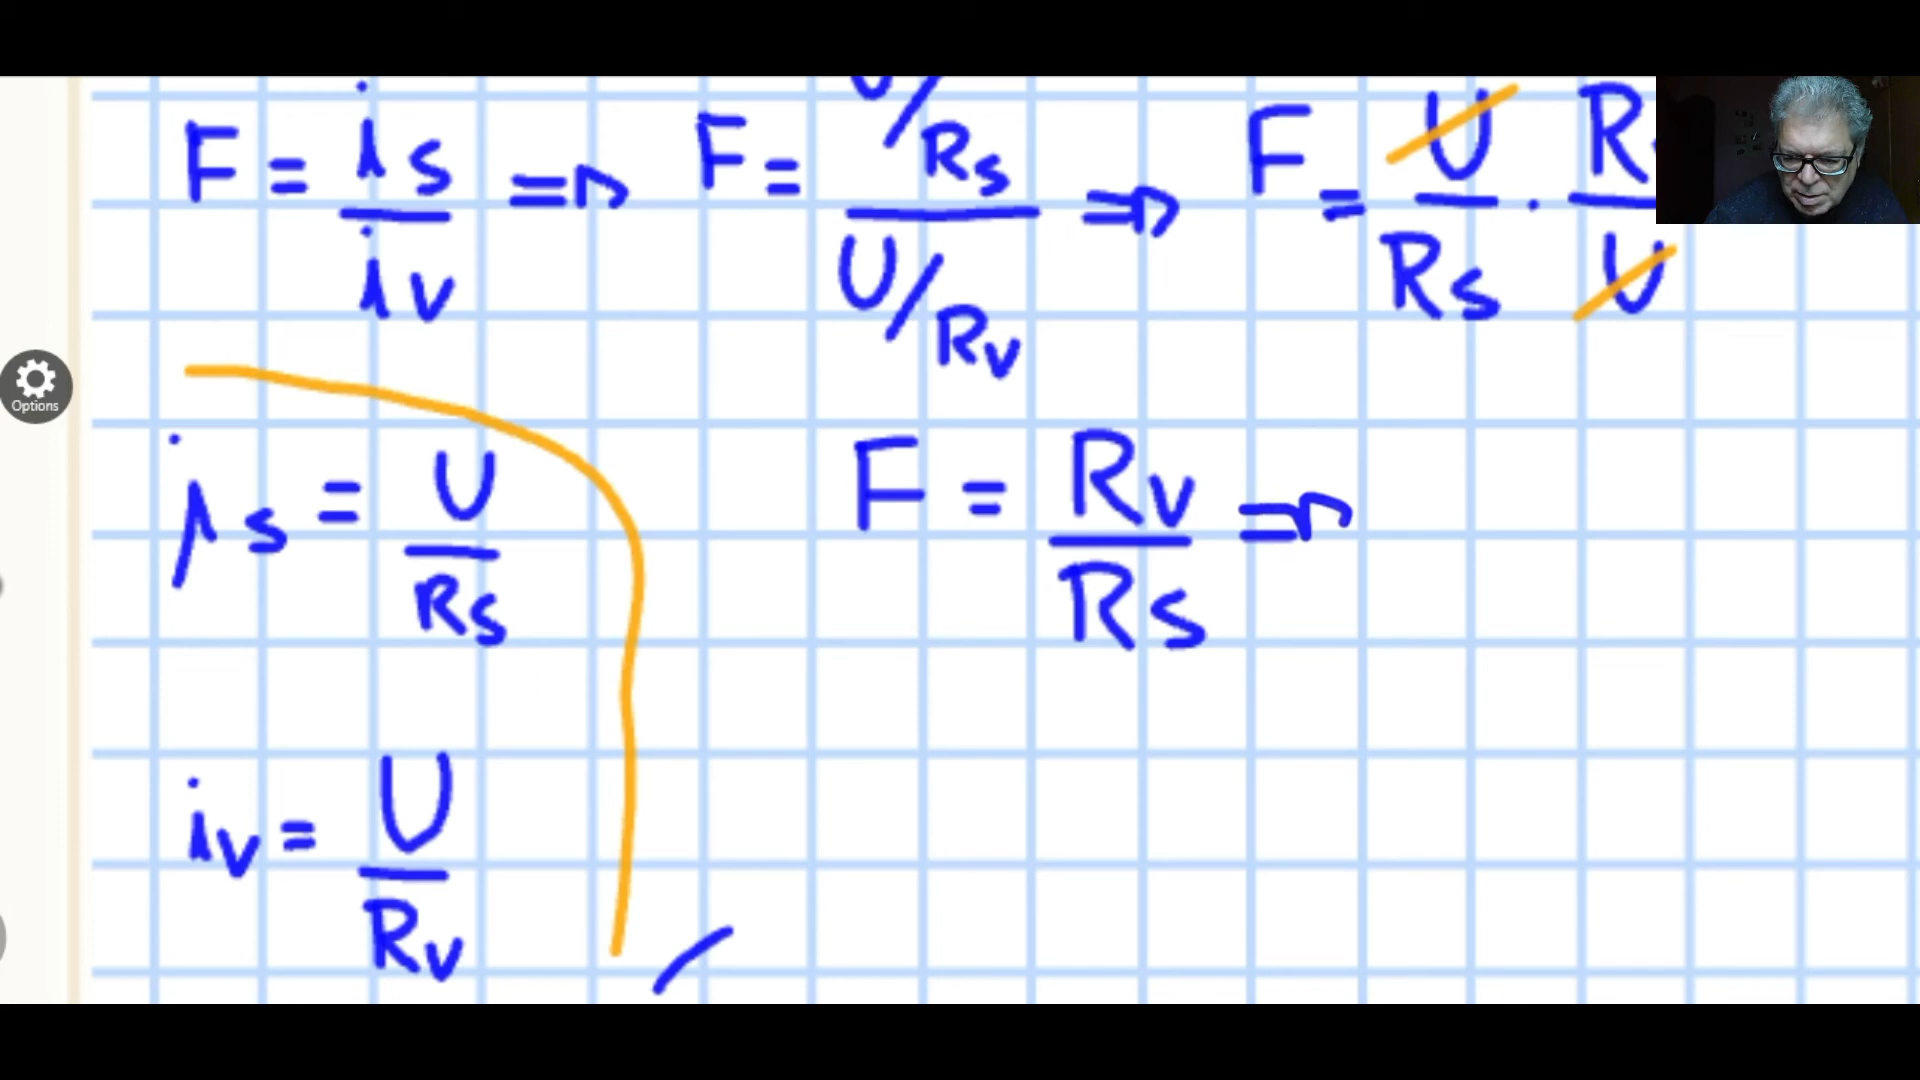 F = is/iv => F = U/Rs / U/Rv => F = U/Rs · R/U
Options
is = U/Rs
F = Rv/Rs =>
iv = U/Rv